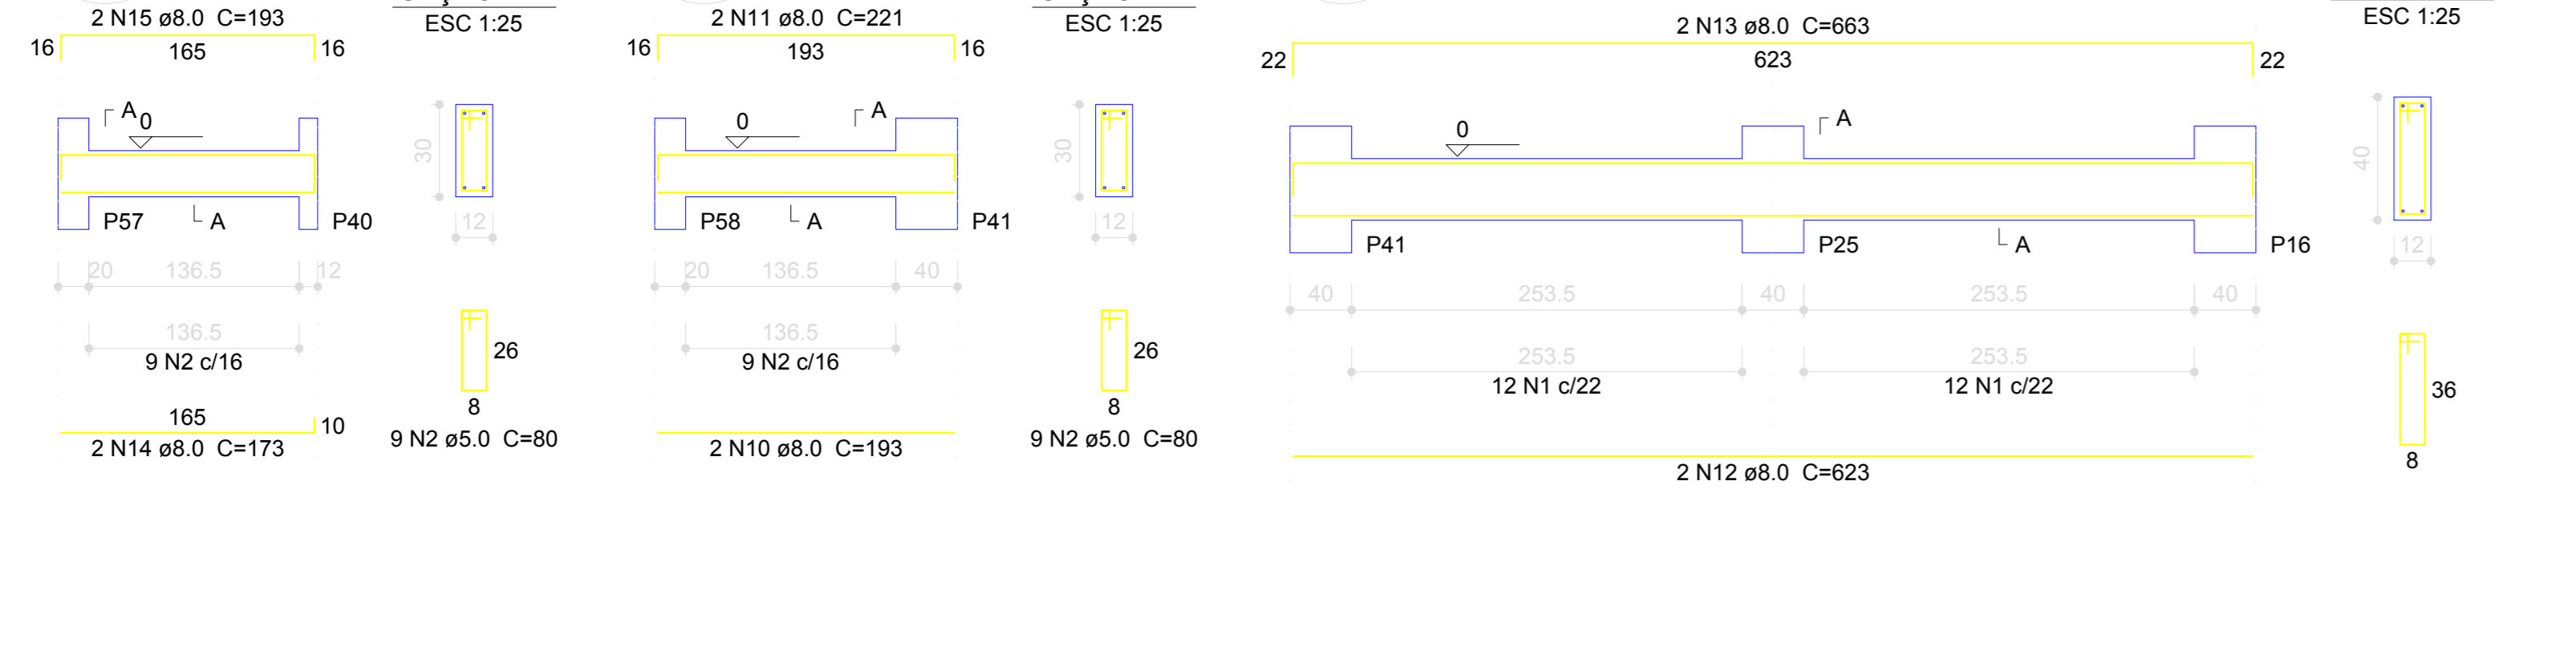 2 N15 ø8.0 C=193
16
165
16
A
0
P57
A
P40
20
136.5
12
136.5
9 N2 c/16
165
10
2 N14 ø8.0 C=173
ESC 1:25
30
12
26
8
9 N2 ø5.0 C=80
2 N11 ø8.0 C=221
16
193
16
0
A
P58
A
P41
20
136.5
40
136.5
9 N2 c/16
2 N10 ø8.0 C=193
ESC 1:25
30
12
26
8
9 N2 ø5.0 C=80
2 N13 ø8.0 C=663
22
623
22
0
A
P41
P25
A
P16
40
253.5
40
253.5
40
253.5
253.5
12 N1 c/22
12 N1 c/22
2 N12 ø8.0 C=623
ESC 1:25
40
12
36
8